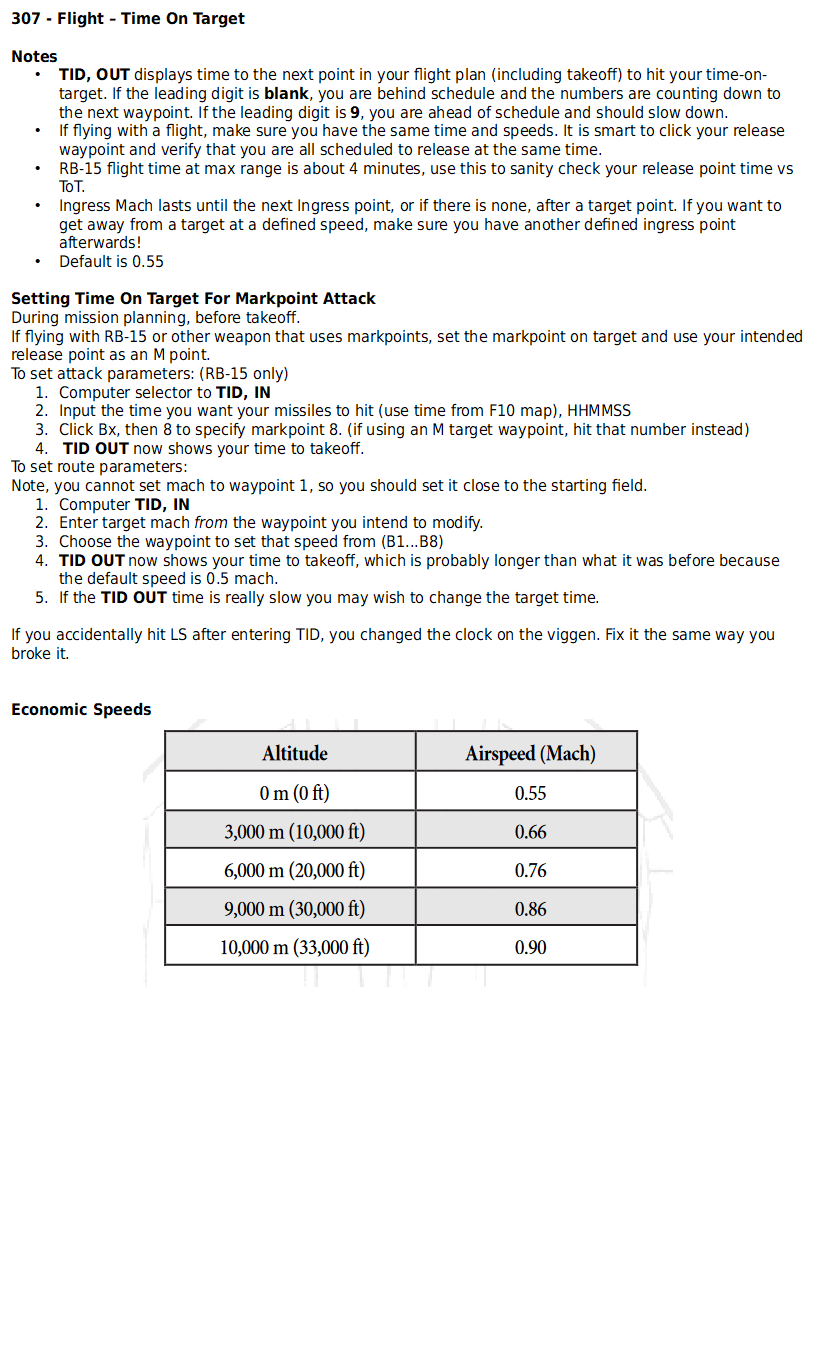 307 - Flight – Time On Target
Notes
• TID, OUT displays time to the next point in your flight plan (including takeoff) to hit your time-on-
target. If the leading digit is blank, you are behind schedule and the numbers are counting down to
the next waypoint. If the leading digit is 9, you are ahead of schedule and should slow down.
• If flying with a flight, make sure you have the same time and speeds. It is smart to click your release
waypoint and verify that you are all scheduled to release at the same time.
• RB-15 flight time at max range is about 4 minutes, use this to sanity check your release point time vs
ToT.
• Ingress Mach lasts until the next Ingress point, or if there is none, after a target point. If you want to
get away from a target at a defined speed, make sure you have another defined ingress point
afterwards!
• Default is 0.55
Setting Time On Target For Markpoint Attack
During mission planning, before takeoff.
If flying with RB-15 or other weapon that uses markpoints, set the markpoint on target and use your intended
release point as an M point.
To set attack parameters: (RB-15 only)
1. Computer selector to TID, IN
2. Input the time you want your missiles to hit (use time from F10 map), HHMMSS
3. Click Bx, then 8 to specify markpoint 8. (if using an M target waypoint, hit that number instead)
4. TID OUT now shows your time to takeoff.
To set route parameters:
Note, you cannot set mach to waypoint 1, so you should set it close to the starting field.
1. Computer TID, IN
2. Enter target mach from the waypoint you intend to modify.
3. Choose the waypoint to set that speed from (B1...B8)
4. TID OUT now shows your time to takeoff, which is probably longer than what it was before because
the default speed is 0.5 mach.
5. If the TID OUT time is really slow you may wish to change the target time.
If you accidentally hit LS after entering TID, you changed the clock on the viggen. Fix it the same way you
broke it.
Economic Speeds
Altitude Airspeed (Mach)
0 m (0 ft) 0.55
3,000 m (10,000 ft) 0.66
6,000 m (20,000 ft) 0.76
9,000 m (30,000 ft) 0.86
10,000 m (33,000 ft) 0.90